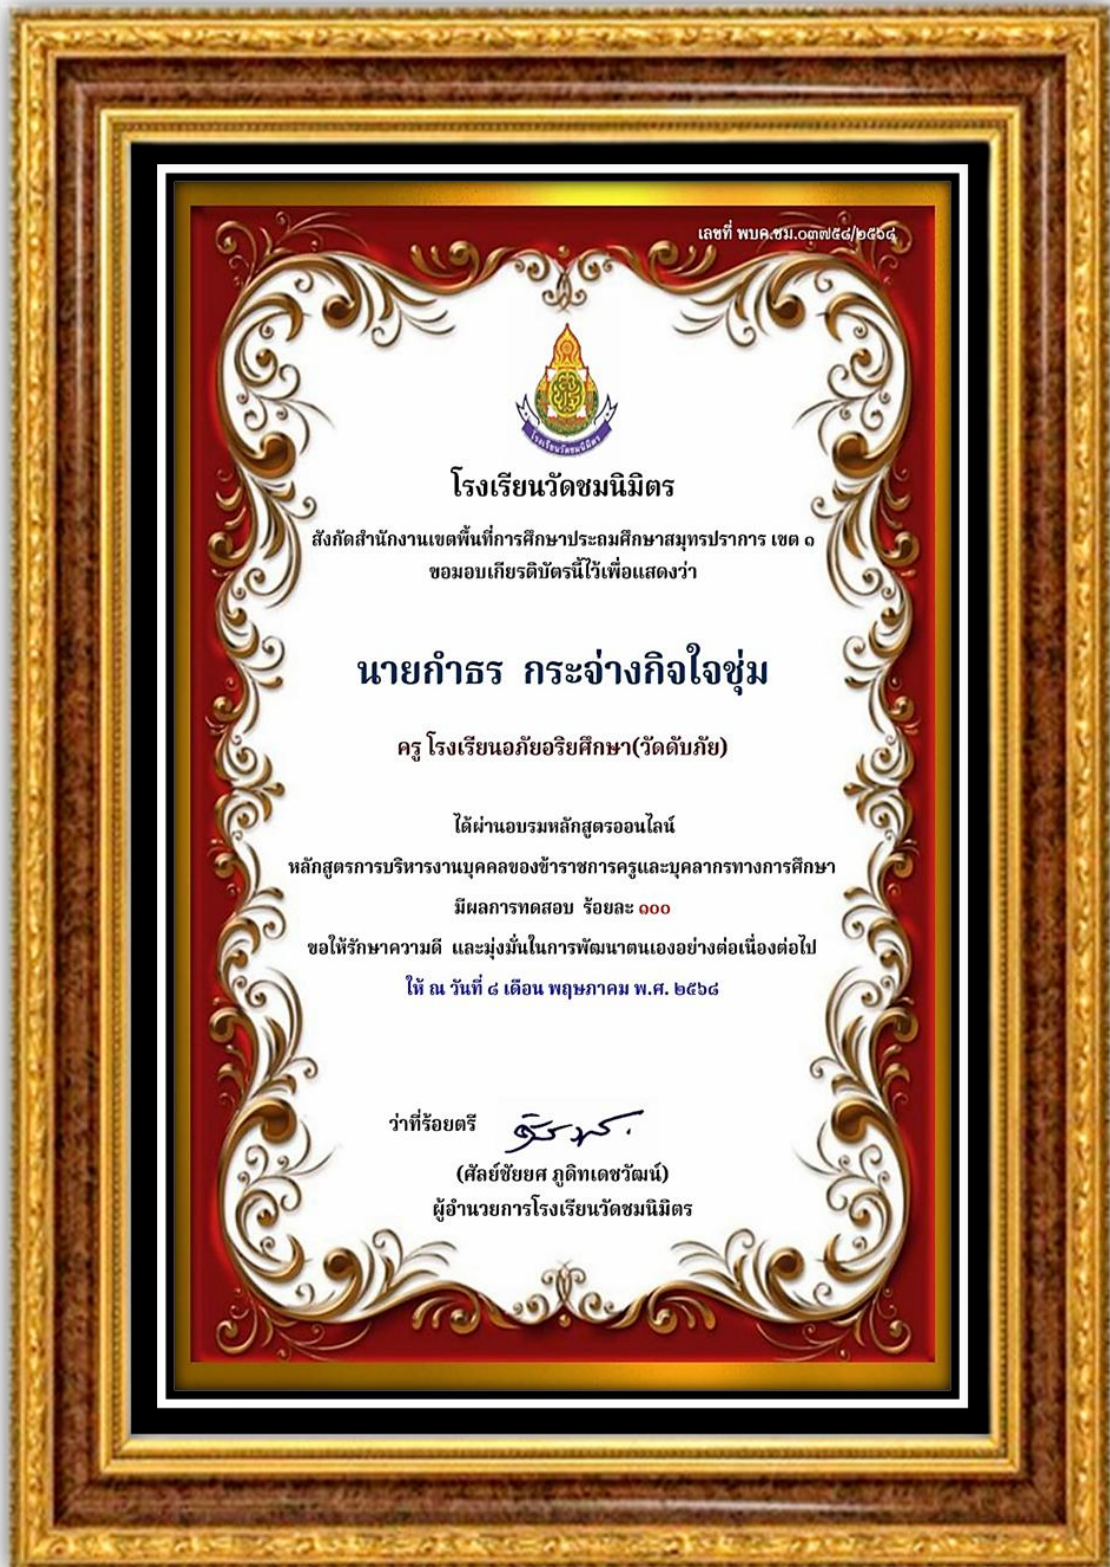 เลขที่ พบค.ชม.๐๓๗๕๘/๒๕๖๘
โรงเรียนวัดชมนิมิตร
โรงเรียนวัดชมนิมิตร
สังกัดสำนักงานเขตพื้นที่การศึกษาประถมศึกษาสมุทรปราการ เขต ๑
ขอมอบเกียรติบัตรนี้ไว้เพื่อแสดงว่า
นายกำธร กระจ่างกิจใจชุ่ม
ครู โรงเรียนอภัยอริยศึกษา(วัดดับภัย)
ได้ผ่านอบรมหลักสูตรออนไลน์
หลักสูตรการบริหารงานบุคคลของข้าราชการครูและบุคลากรทางการศึกษา
มีผลการทดสอบ ร้อยละ ๑๐๐
ขอให้รักษาความดี และมุ่งมั่นในการพัฒนาตนเองอย่างต่อเนื่องต่อไป
ให้ ณ วันที่ ๘ เดือน พฤษภาคม พ.ศ. ๒๕๖๘
ว่าที่ร้อยตรี
(ศัลย์ชัยยศ ภูดิทเดชวัฒน์)
ผู้อำนวยการโรงเรียนวัดชมนิมิตร